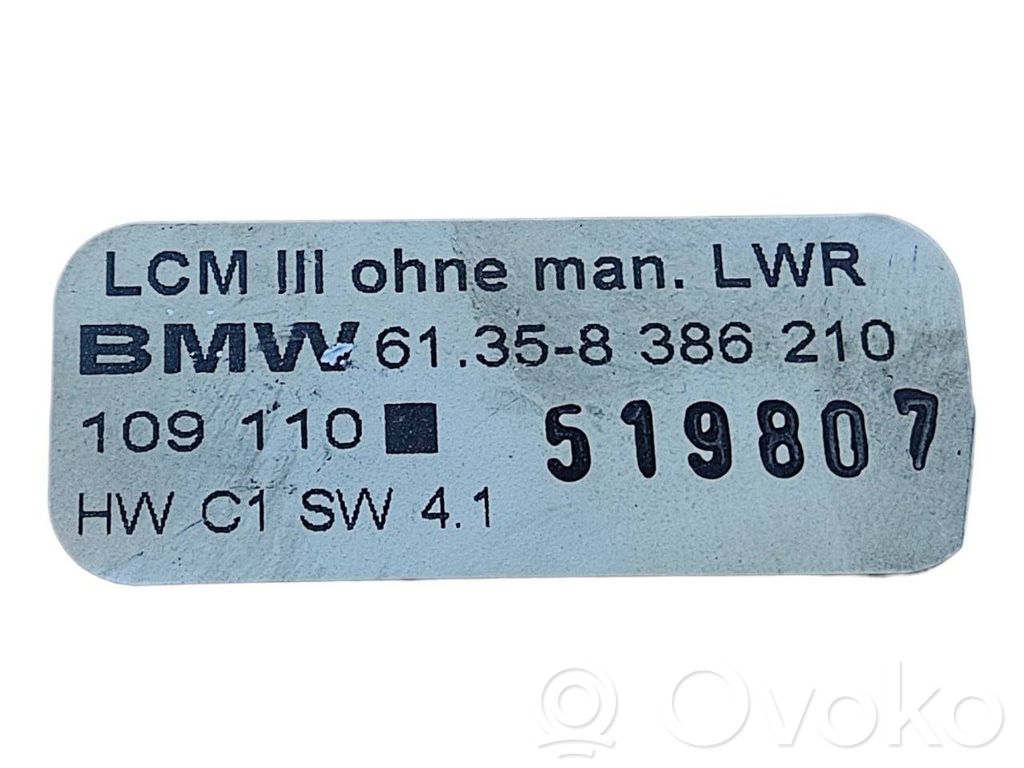 LCM III ohne man. LWR
BMW 61.35-8 386 210
109 110■ 519807
HW C1 SW 4.1
Ovoko